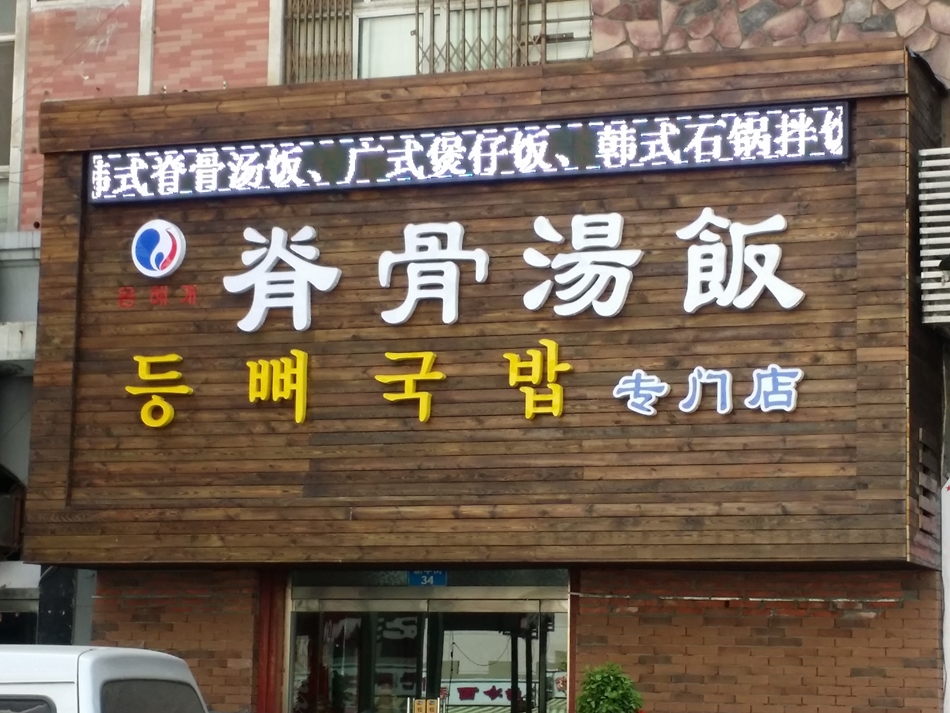 式脊骨汤饭、广式煲仔饭、韩式石锅拌
脊骨湯飯
등뼈국밥 专门店
34